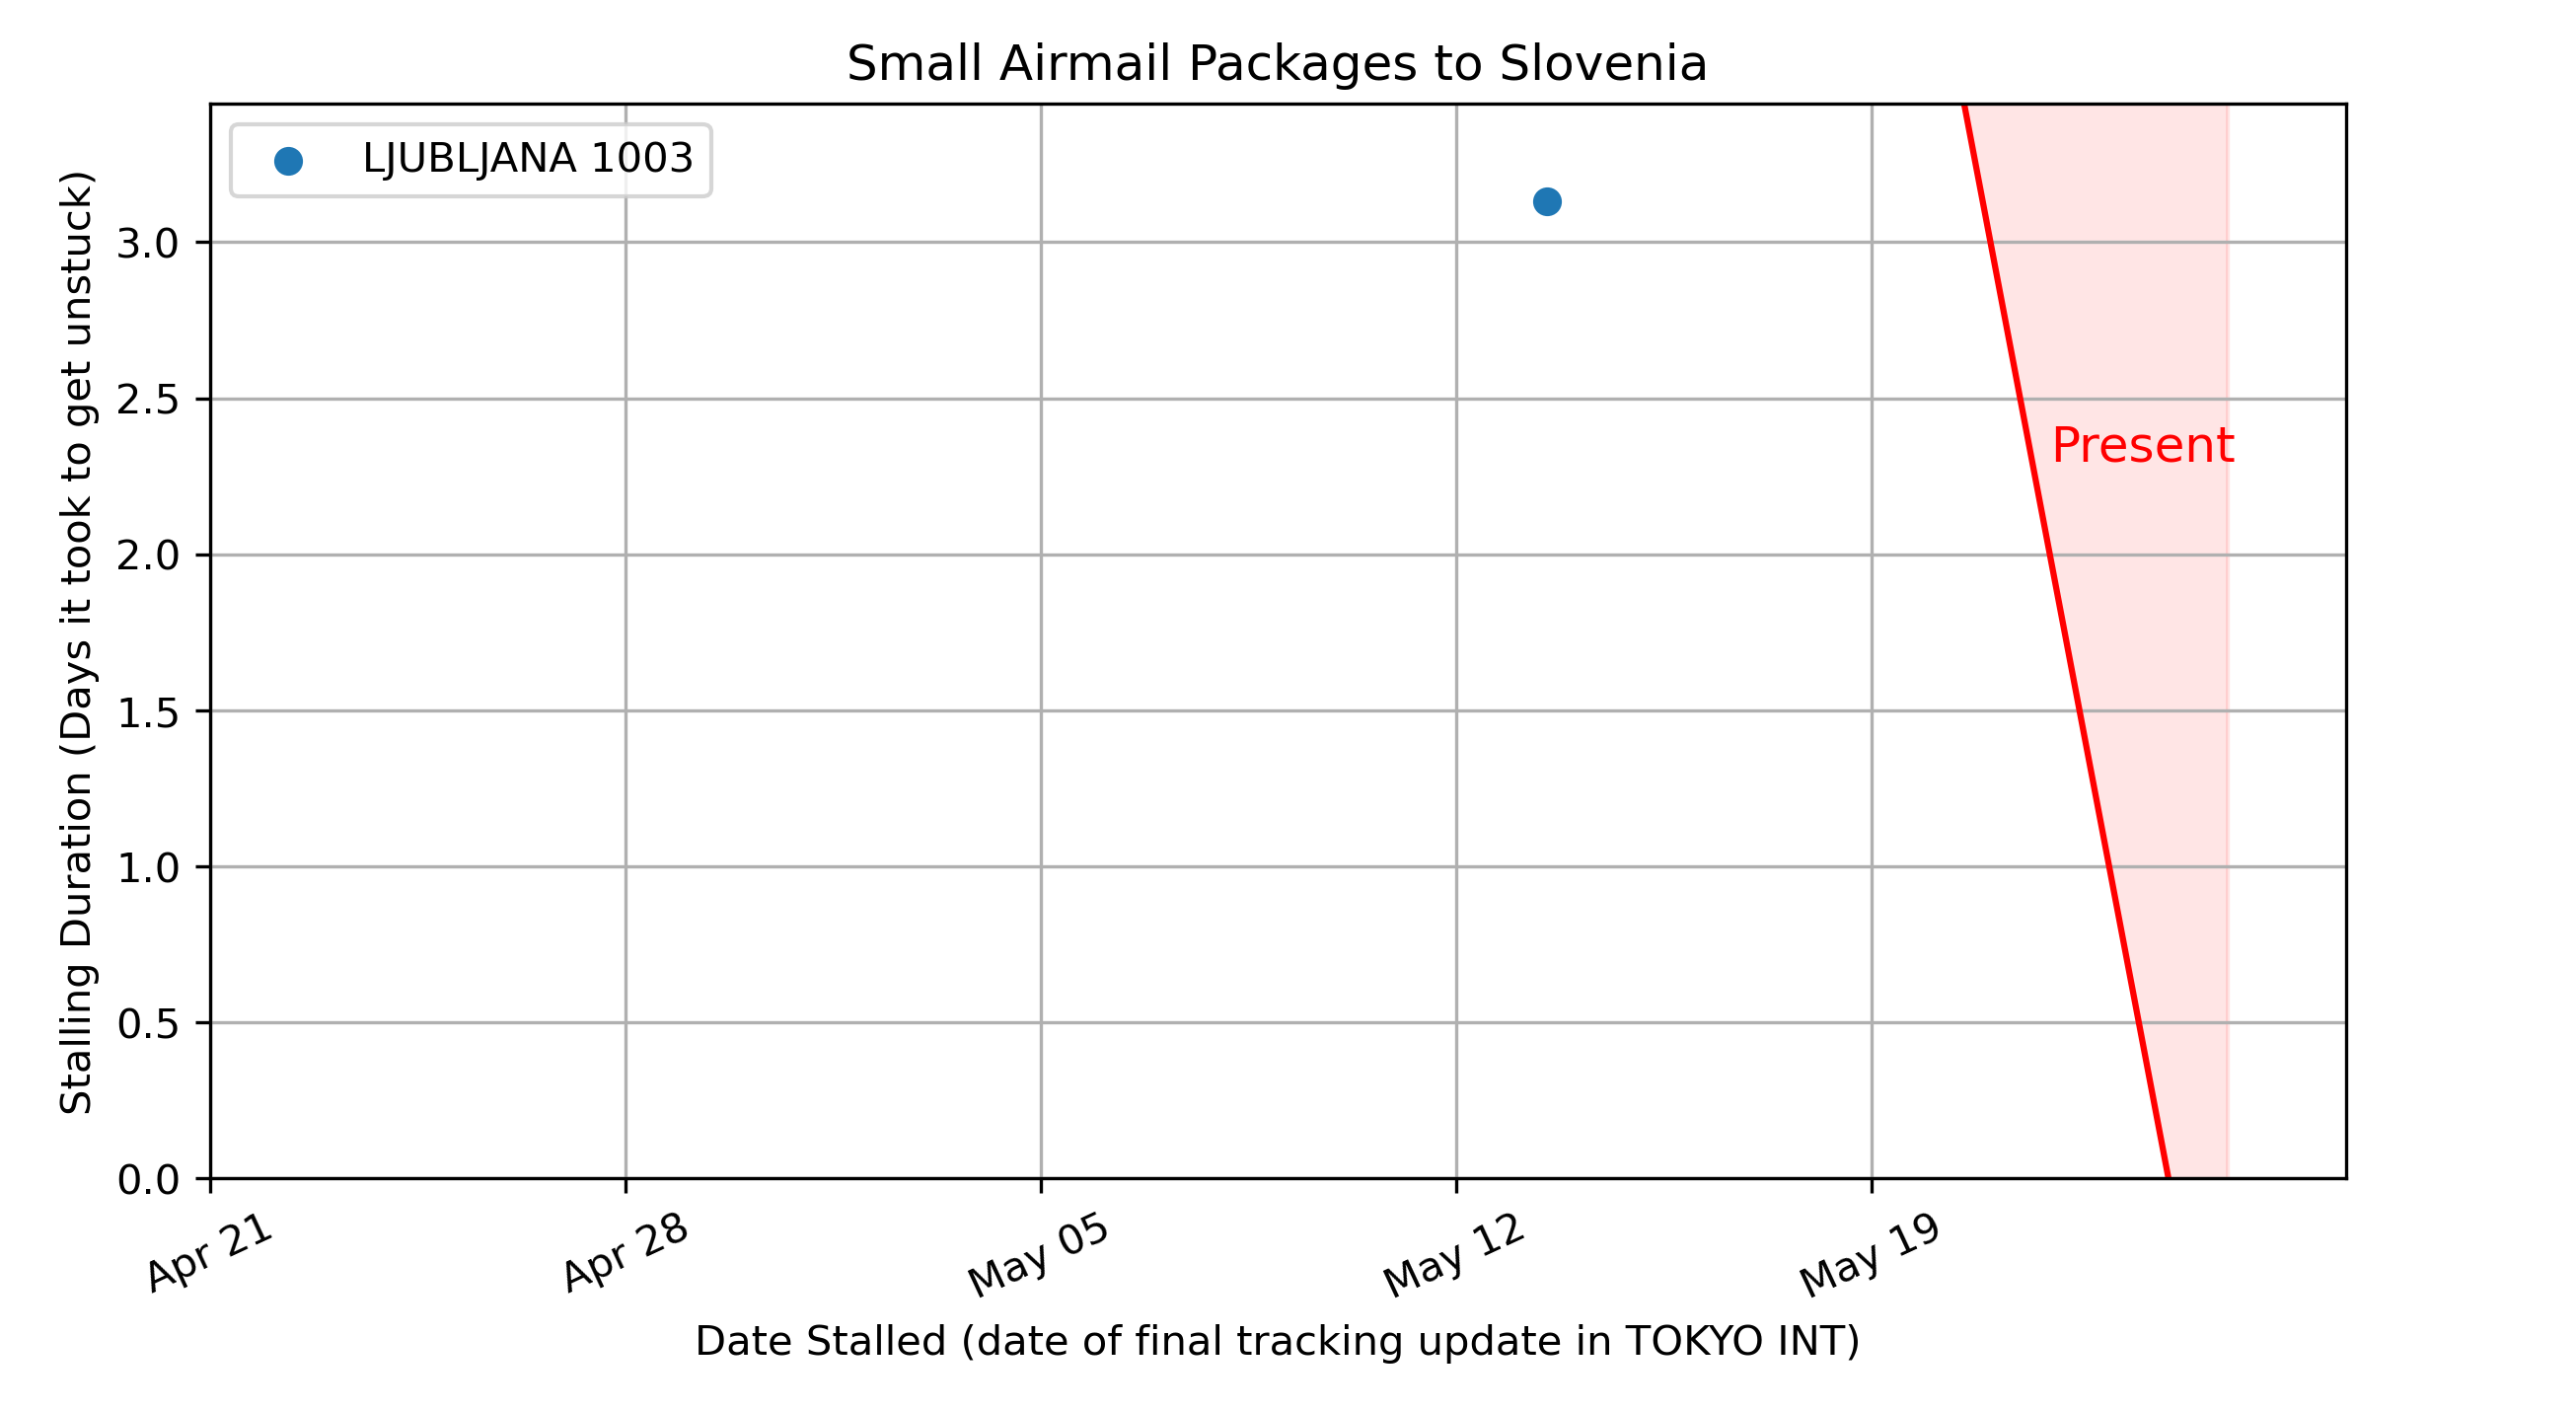 Small Airmail Packages to Slovenia
LJUBLJANA 1003
Stalling Duration (Days it took to get unstuck)
3.0
2.5
2.0
1.5
1.0
0.5
0.0
Present
Apr 21
Apr 28
May 05
May 12
May 19
Date Stalled (date of final tracking update in TOKYO INT)